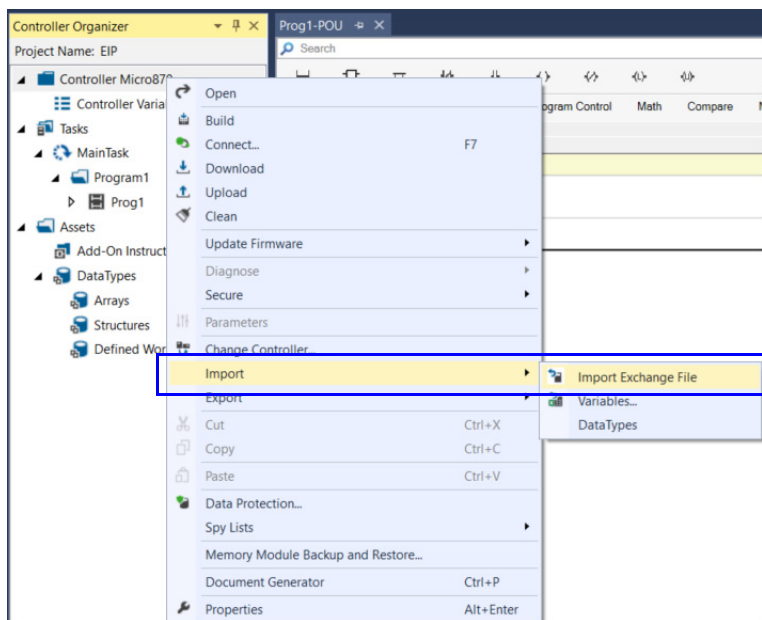 Controller Organizer
Prog1-POU
Project Name: EIP
Search
Controller Micro870
Controller Varia
ogram Control Math Compare
Tasks
MainTask
Program1
Prog1
Assets
Add-On Instruct
DataTypes
Arrays
Structures
Defined Wor
Open
Build
Connect... F7
Download
Upload
Clean
Update Firmware
Diagnose
Secure
Parameters
Change Controller...
Import
Export
Cut Ctrl+X
Copy Ctrl+C
Paste Ctrl+V
Data Protection...
Spy Lists
Memory Module Backup and Restore...
Document Generator Ctrl+P
Properties Alt+Enter
Import Exchange File
Variables...
DataTypes